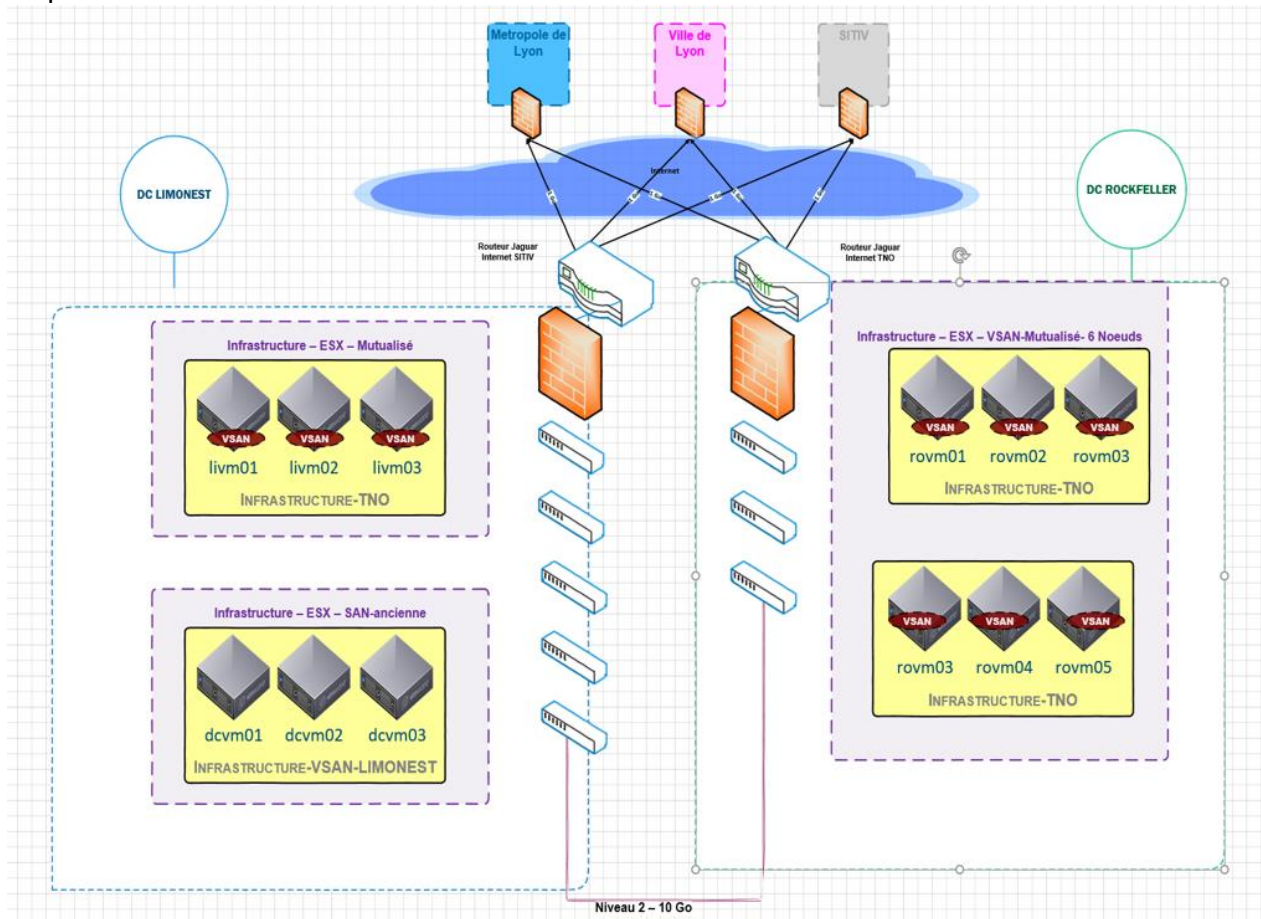 Metropole de
Lyon
Ville de
Lyon
SITIV
Internet
DC LIMONEST
DC ROCKFELLER
Routeur Jaguar
Internet SITIV
Routeur Jaguar
Internet TNO
Infrastructure – ESX – Mutualisé
VSAN
VSAN
VSAN
livm01
livm02
livm03
INFRASTRUCTURE-TNO
Infrastructure – ESX – SAN-ancienne
dcvm01
dcvm02
dcvm03
INFRASTRUCTURE-VSAN-LIMONEST
Infrastructure – ESX – VSAN-Mutualisé- 6 Noeuds
VSAN
VSAN
VSAN
rovm01
rovm02
rovm03
INFRASTRUCTURE-TNO
VSAN
VSAN
VSAN
rovm03
rovm04
rovm05
INFRASTRUCTURE-TNO
Niveau 2 – 10 Go